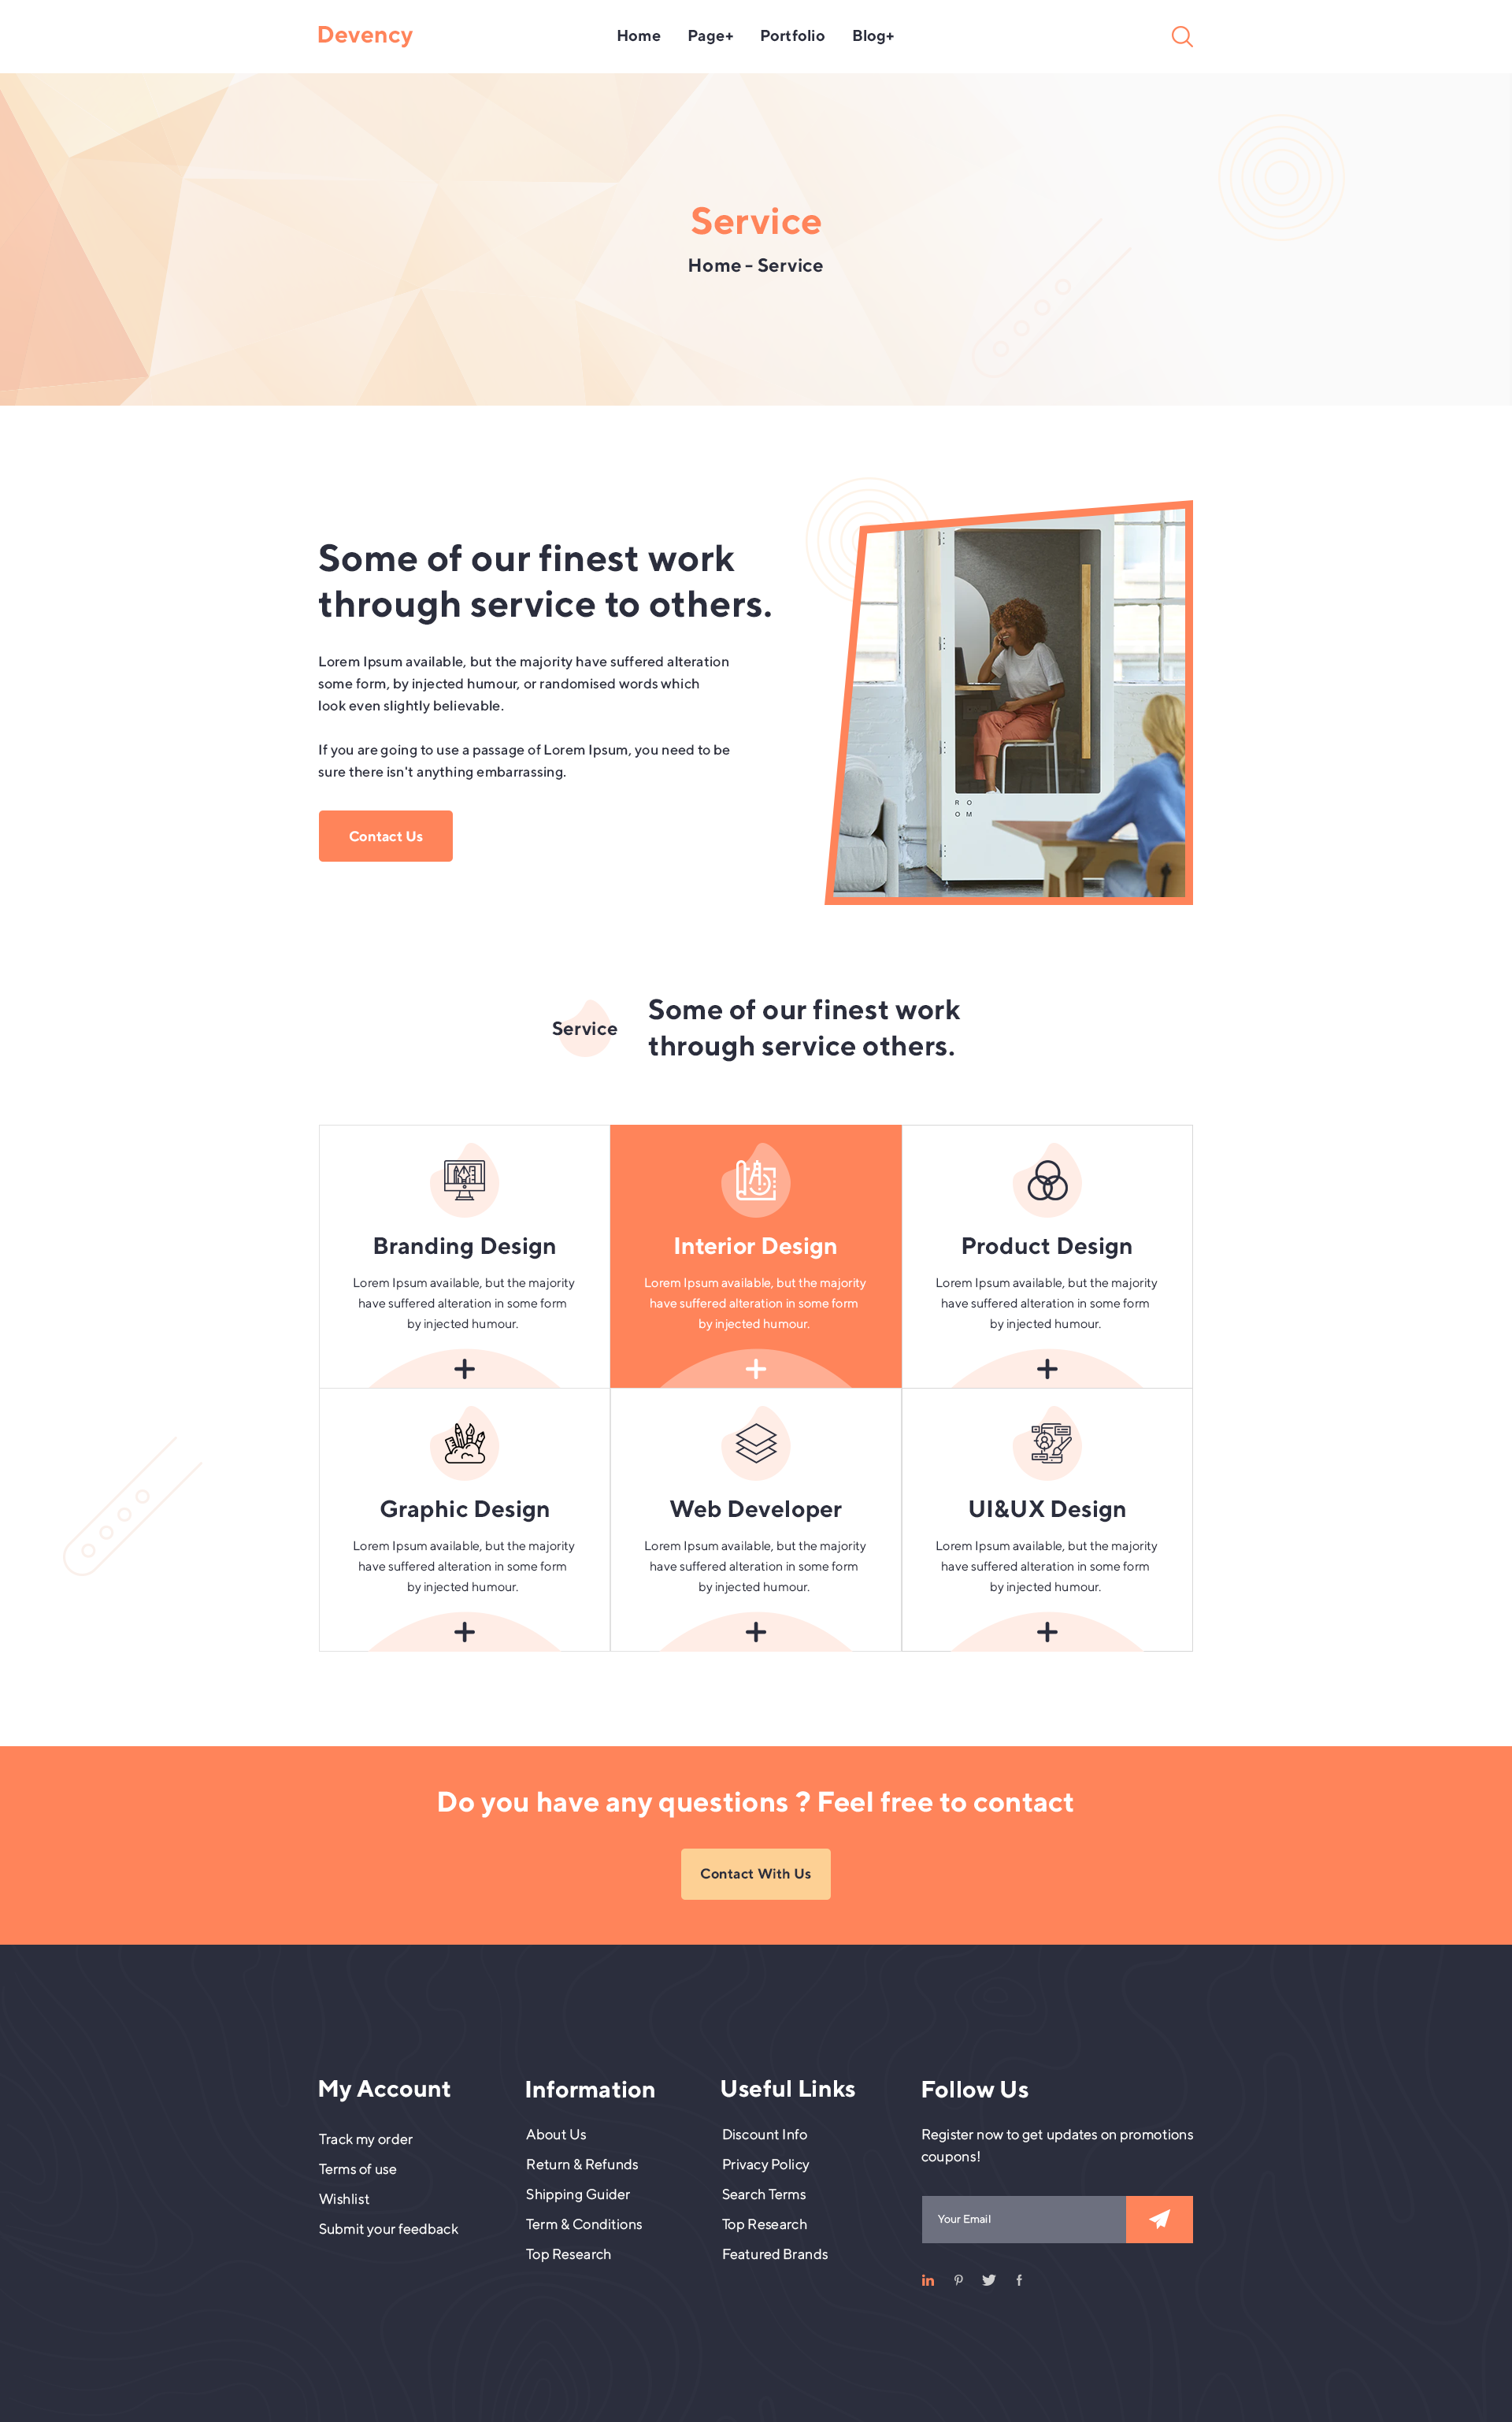 Devency
Home Page+ Portfolio Blog+
Service
Home - Service
Some of our finest work
through service to others.
Lorem Ipsum available, but the majority have suffered alteration
some form, by injected humour, or randomised words which
look even slightly believable.
If you are going to use a passage of Lorem Ipsum, you need to be
sure there isn't anything embarrassing.
Contact Us
R O
O M
Service
Some of our finest work
through service others.
Branding Design
Lorem Ipsum available, but the majority
have suffered alteration in some form
by injected humour.
Interior Design
Lorem Ipsum available, but the majority
have suffered alteration in some form
by injected humour.
Product Design
Lorem Ipsum available, but the majority
have suffered alteration in some form
by injected humour.
Graphic Design
Lorem Ipsum available, but the majority
have suffered alteration in some form
by injected humour.
Web Developer
Lorem Ipsum available, but the majority
have suffered alteration in some form
by injected humour.
UI&UX Design
Lorem Ipsum available, but the majority
have suffered alteration in some form
by injected humour.
Do you have any questions ? Feel free to contact
Contact With Us
My Account
Track my order
Terms of use
Wishlist
Submit your feedback
Information
About Us
Return & Refunds
Shipping Guider
Term & Conditions
Top Research
Useful Links
Discount Info
Privacy Policy
Search Terms
Top Research
Featured Brands
Follow Us
Register now to get updates on promotions
coupons!
Your Email